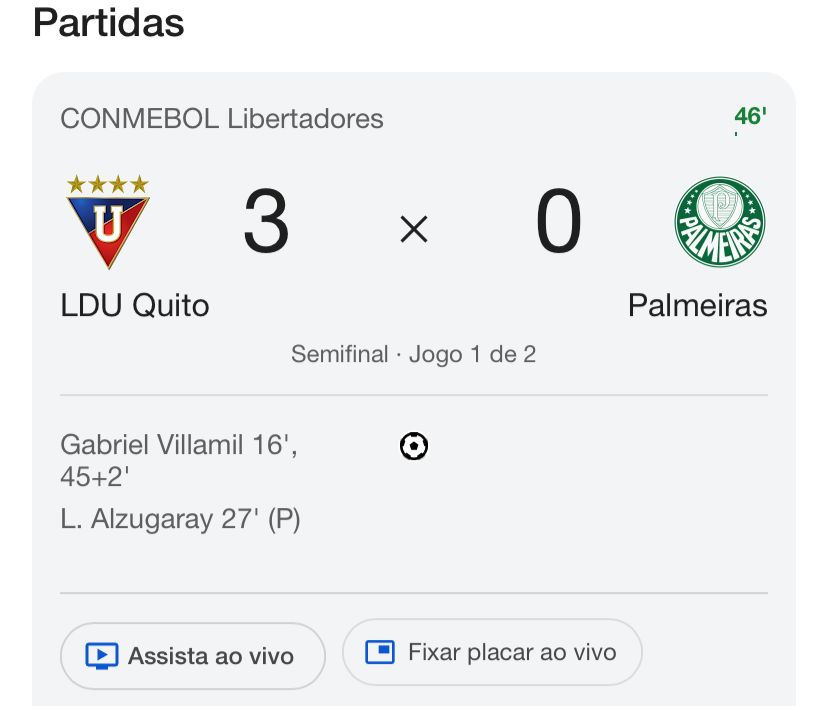 Partidas
CONMEBOL Libertadores
46'
U
3 × 0
P
PALMEIRAS
LDU Quito
Palmeiras
Semifinal · Jogo 1 de 2
Gabriel Villamil 16',
45+2'
L. Alzugaray 27' (P)
Assista ao vivo
Fixar placar ao vivo